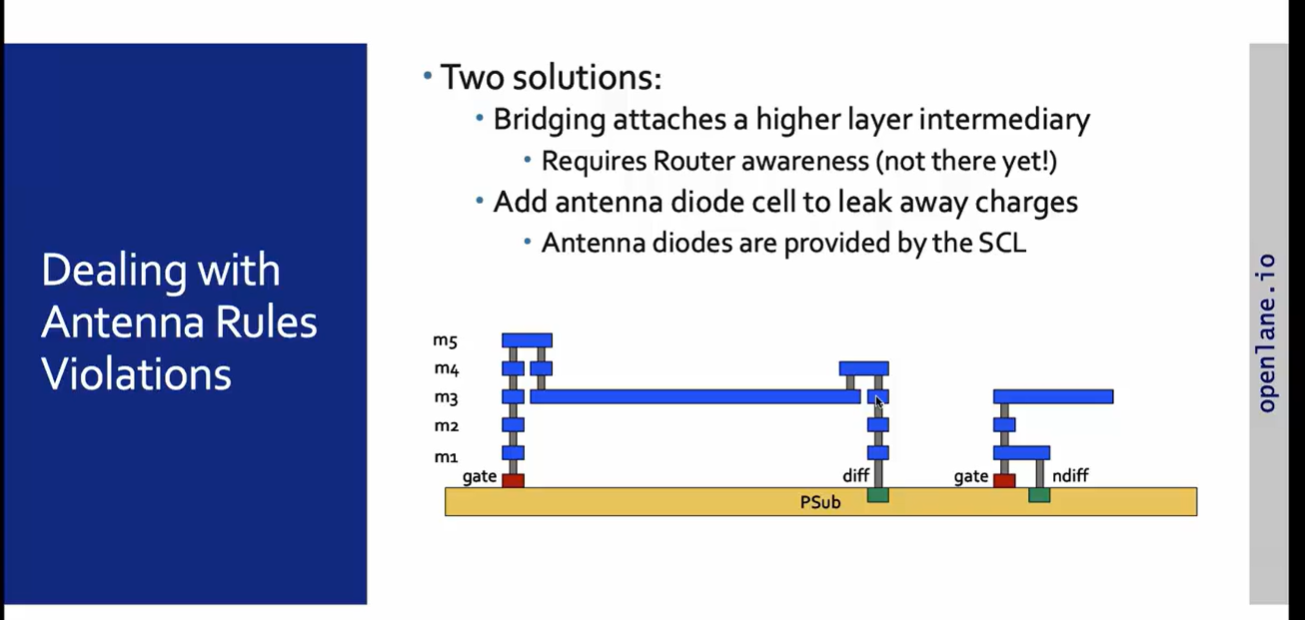 Dealing with
Antenna Rules
Violations
Two solutions:
Bridging attaches a higher layer intermediary
Requires Router awareness (not there yet!)
Add antenna diode cell to leak away charges
Antenna diodes are provided by the SCL
m5
m4
m3
m2
m1
gate
diff
gate
ndiff
PSub
openlane.io